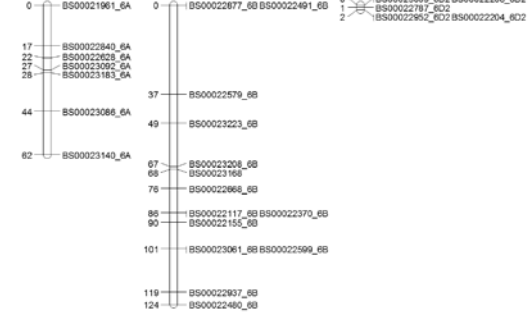 0 BS00021961_6A
17 BS00022840_6A
22 BS00022628_6A
27 BS00023092_6A
28 BS00023183_6A
44 BS00023086_6A
62 BS00023140_6A
0 BS00022877_6B BS00022491_6B
37 BS00022579_6B
49 BS00023223_6B
67 BS00023208_6B
68 BS00023168
76 BS00022668_6B
86 BS00022117_6B BS00022370_6B
90 BS00022155_6B
101 BS00023061_6B BS00022599_6B
119 BS00022937_6B
124 BS00022480_6B
1 BS00022787_6D2
2 BS00022952_6D2 BS00022204_6D2